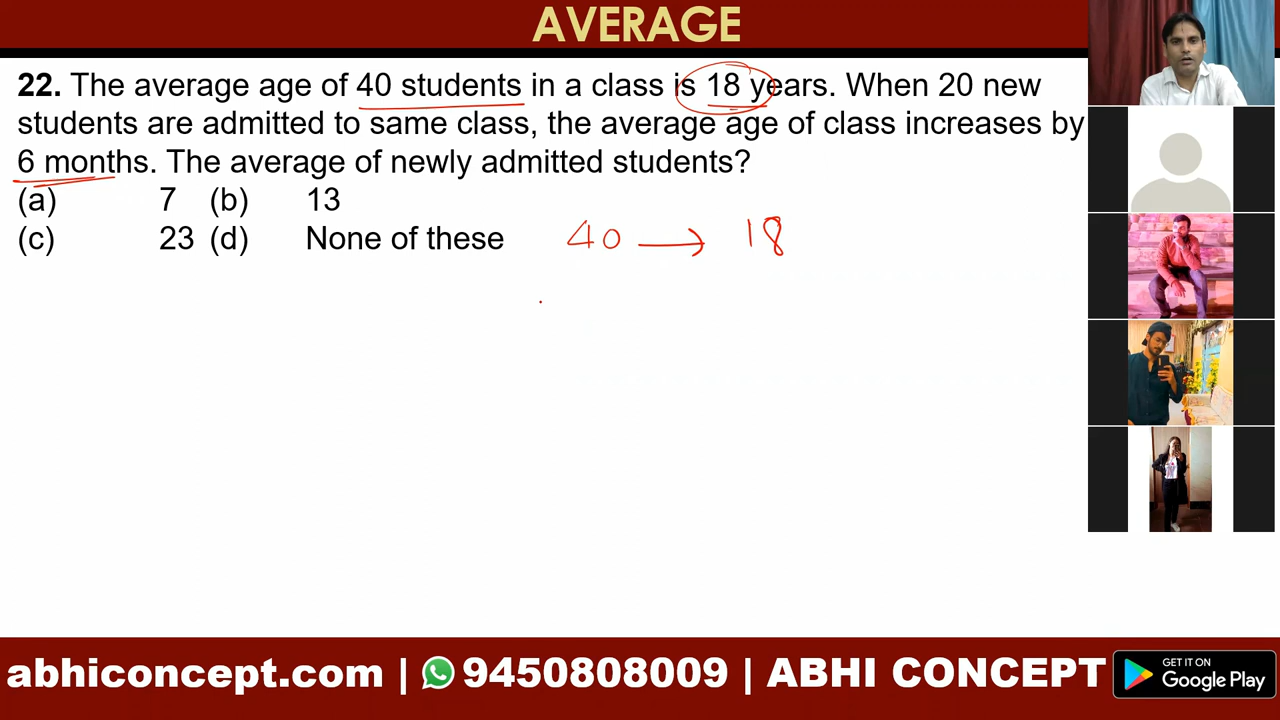 AVERAGE
22. The average age of 40 students in a class is 18 years. When 20 new
students are admitted to same class, the average age of class increases by
6 months. The average of newly admitted students?
(a) 7 (b) 13
(c) 23 (d) None of these
40 → 18
abhiconcept.com | 9450808009 | ABHI CONCEPT
GET IT ON
Google Play